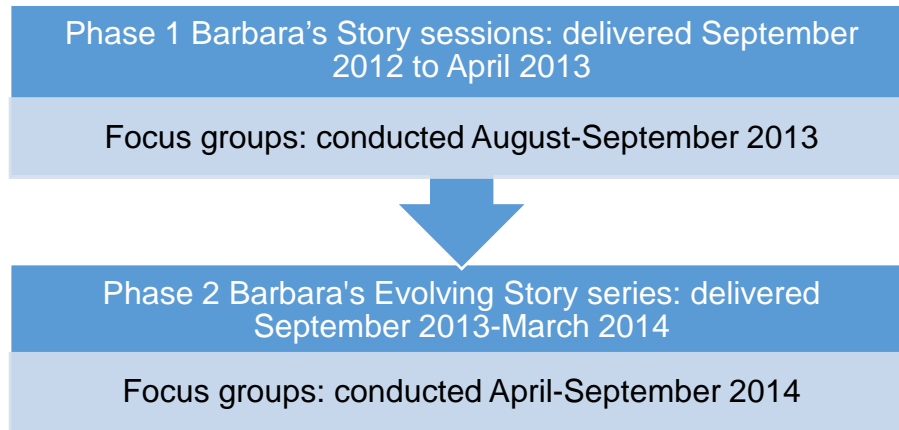 Phase 1 Barbara’s Story sessions: delivered September
2012 to April 2013
Focus groups: conducted August-September 2013
Phase 2 Barbara's Evolving Story series: delivered
September 2013-March 2014
Focus groups: conducted April-September 2014